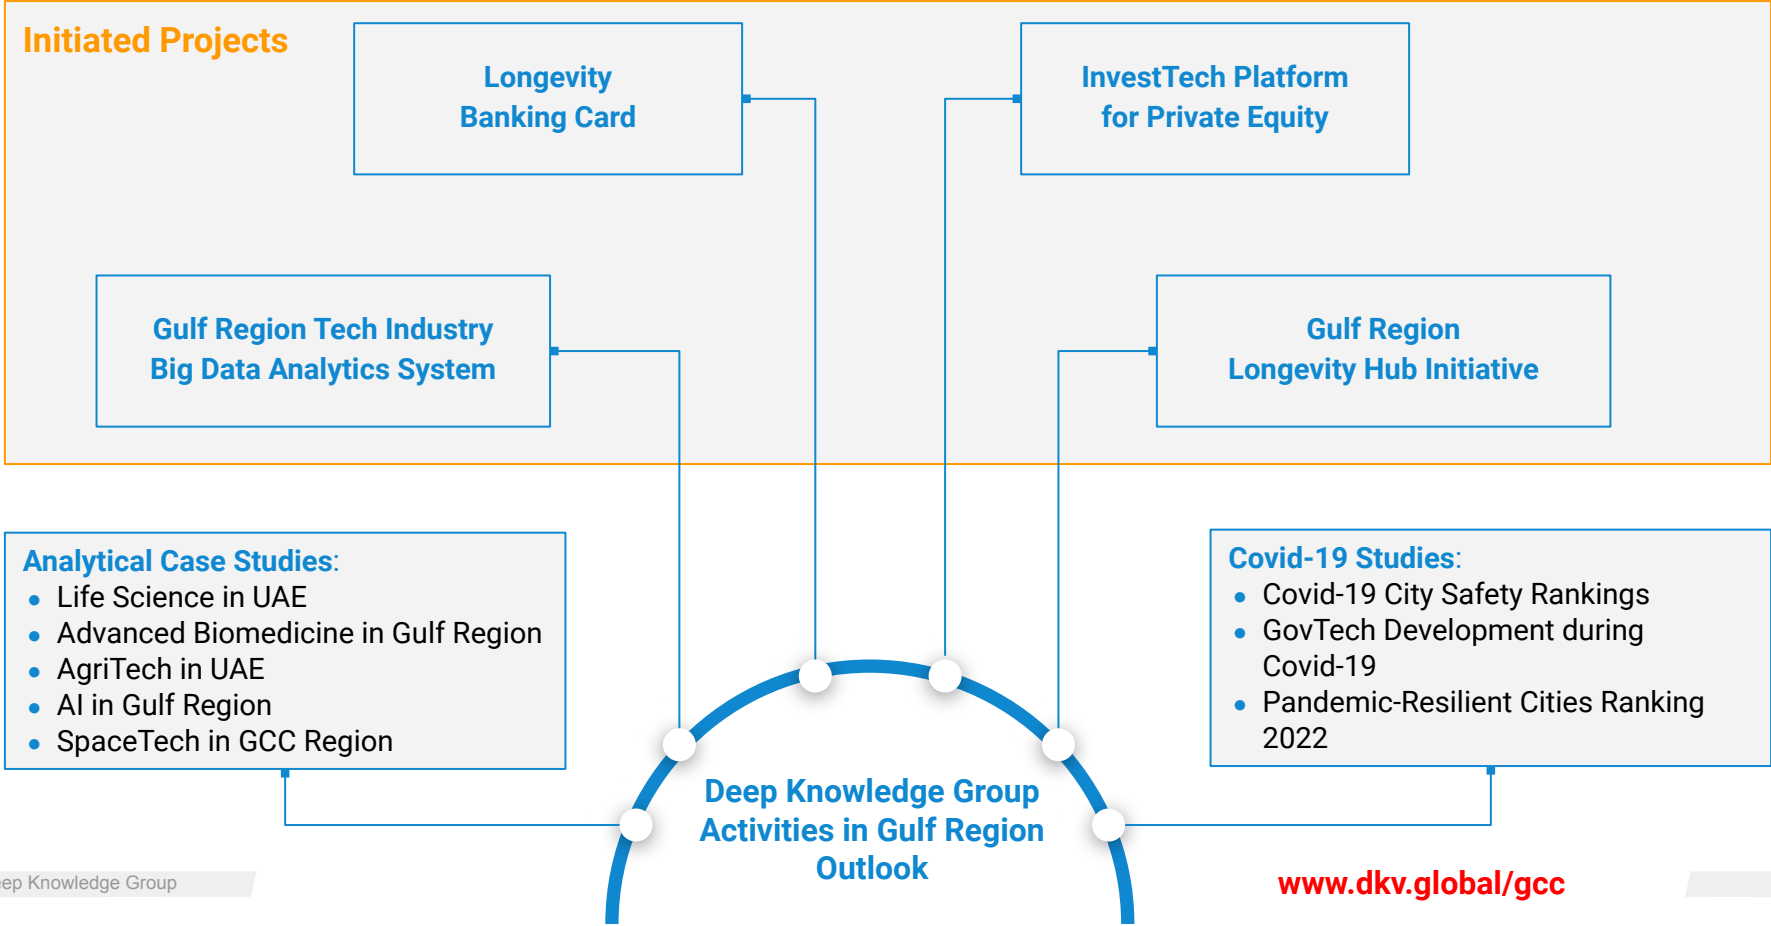 Initiated Projects
Longevity
Banking Card
InvestTech Platform
for Private Equity
Gulf Region Tech Industry
Big Data Analytics System
Gulf Region
Longevity Hub Initiative
Analytical Case Studies:
Life Science in UAE
Advanced Biomedicine in Gulf Region
AgriTech in UAE
AI in Gulf Region
SpaceTech in GCC Region
Covid-19 Studies:
Covid-19 City Safety Rankings
GovTech Development during
Covid-19
Pandemic-Resilient Cities Ranking
2022
Deep Knowledge Group
Activities in Gulf Region
Outlook
eep Knowledge Group
www.dkv.global/gcc